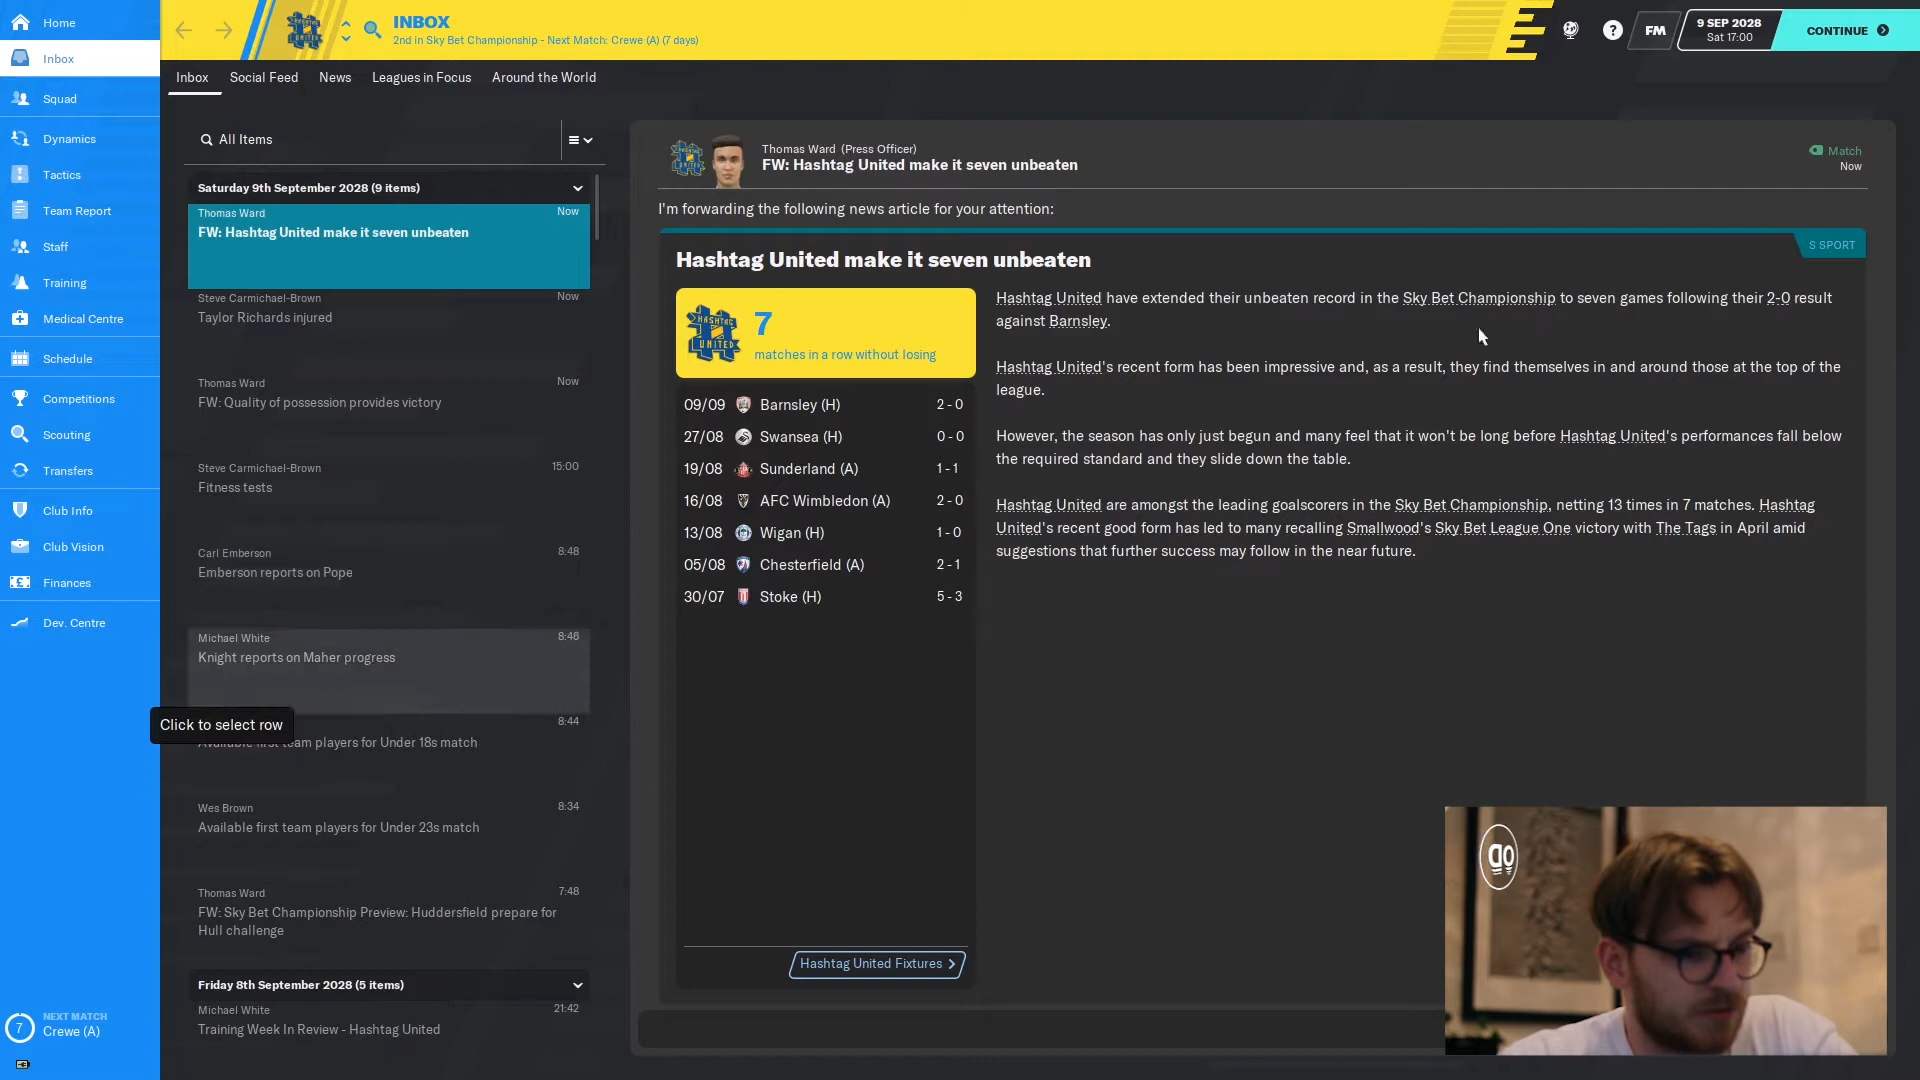 Home
Inbox
Squad
Dynamics
Tactics
Team Report
Staff
Training
Medical Centre
Schedule
Competitions
Scouting
Transfers
Club Info
Club Vision
Finances
Dev. Centre
7
NEXT MATCH
Crewe (A)
HASHTAG
UNITED
INBOX
2nd in Sky Bet Championship - Next Match: Crewe (A) (7 days)
?
FM
9 SEP 2028
Sat 17:00
CONTINUE
Inbox
Social Feed
News
Leagues in Focus
Around the World
All Items
Saturday 9th September 2028 (9 items)
Thomas Ward Now
FW: Hashtag United make it seven unbeaten
Steve Carmichael-Brown Now
Taylor Richards injured
Thomas Ward Now
FW: Quality of possession provides victory
Steve Carmichael-Brown 15:00
Fitness tests
Carl Emberson 8:48
Emberson reports on Pope
Michael White 8:46
Knight reports on Maher progress
Click to select row
8:44
Available first team players for Under 18s match
Wes Brown 8:34
Available first team players for Under 23s match
Thomas Ward 7:48
FW: Sky Bet Championship Preview: Huddersfield prepare for
Hull challenge
Friday 8th September 2028 (5 items)
Michael White 21:42
Training Week In Review - Hashtag United
Thomas Ward (Press Officer)
FW: Hashtag United make it seven unbeaten
Match
Now
I'm forwarding the following news article for your attention:
S SPORT
Hashtag United make it seven unbeaten
HASHTAG
UNITED
7
matches in a row without losing
09/09 Barnsley (H) 2 - 0
27/08 Swansea (H) 0 - 0
19/08 Sunderland (A) 1 - 1
16/08 AFC Wimbledon (A) 2 - 0
13/08 Wigan (H) 1 - 0
05/08 Chesterfield (A) 2 - 1
30/07 Stoke (H) 5 - 3
Hashtag United Fixtures
Hashtag United have extended their unbeaten record in the Sky Bet Championship to seven games following their 2-0 result
against Barnsley.
Hashtag United's recent form has been impressive and, as a result, they find themselves in and around those at the top of the
league.
However, the season has only just begun and many feel that it won't be long before Hashtag United's performances fall below
the required standard and they slide down the table.
Hashtag United are amongst the leading goalscorers in the Sky Bet Championship, netting 13 times in 7 matches. Hashtag
United's recent good form has led to many recalling Smallwood's Sky Bet League One victory with The Tags in April amid
suggestions that further success may follow in the near future.
go